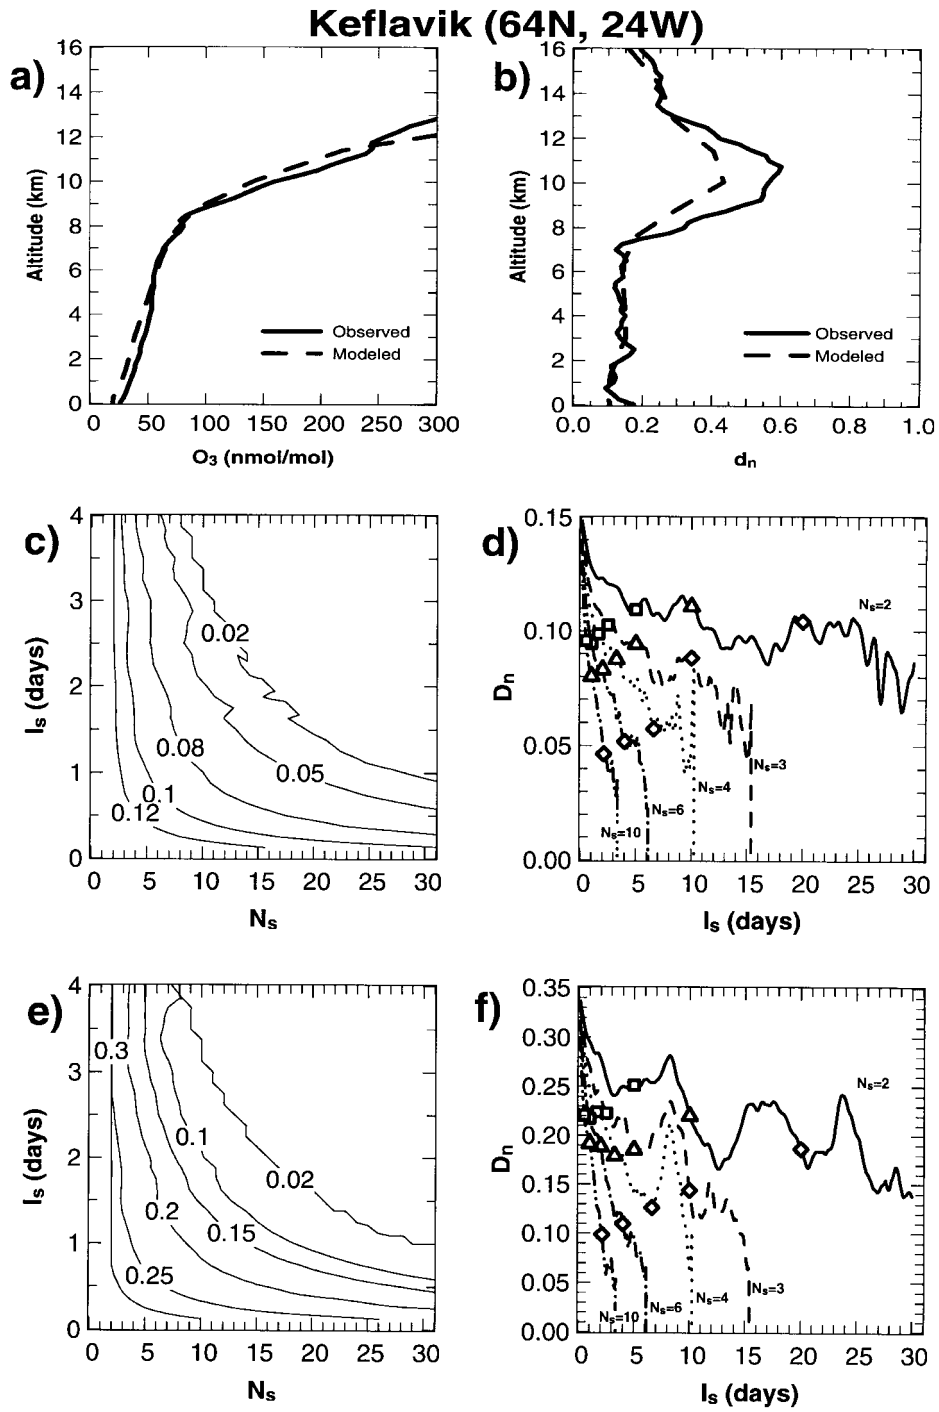 Keflavik (64N, 24W)
a)
16
14
12
10
8
6
4
2
0
Altitude (km)
Observed
Modeled
0 50 100 150 200 250 300
O₃ (nmol/mol)
b)
16
14
12
10
8
6
4
2
0
Altitude (km)
Observed
Modeled
0.0 0.2 0.4 0.6 0.8 1.0
dₙ
c)
4
3
2
1
0
Iₛ (days)
0.02
0.08
0.05
0.1
0.12
0 5 10 15 20 25 30
Nₛ
d)
0.15
0.10
0.05
0.00
Dₙ
Nₛ=2
Nₛ=3
Nₛ=4
Nₛ=6
Nₛ=10
0 5 10 15 20 25 30
Iₛ (days)
e)
4
3
2
1
0
Iₛ (days)
0.3
0.1
0.02
0.2
0.15
0.25
0 5 10 15 20 25 30
Nₛ
f)
0.35
0.30
0.25
0.20
0.15
0.10
0.05
0.00
Dₙ
Nₛ=2
Nₛ=10
Nₛ=6
Nₛ=4
Nₛ=3
0 5 10 15 20 25 30
Iₛ (days)